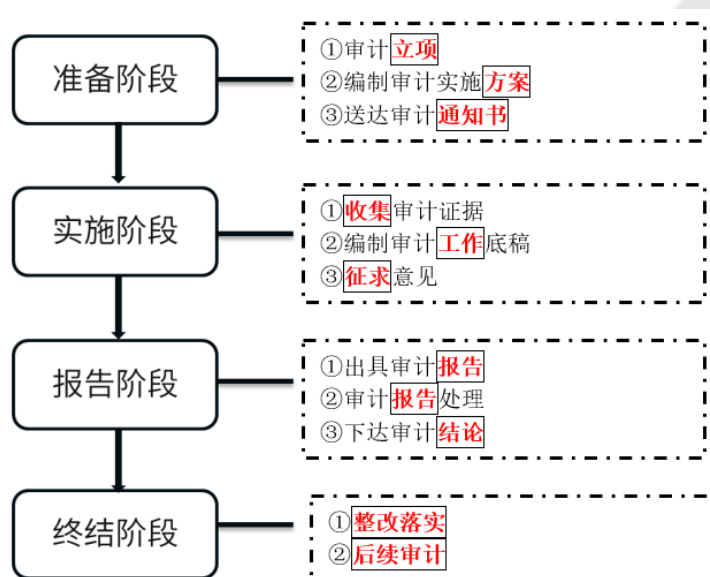 准备阶段
①审计立项
②编制审计实施方案
③送达审计通知书
实施阶段
①收集审计证据
②编制审计工作底稿
③征求意见
报告阶段
①出具审计报告
②审计报告处理
③下达审计结论
终结阶段
①整改落实
②后续审计